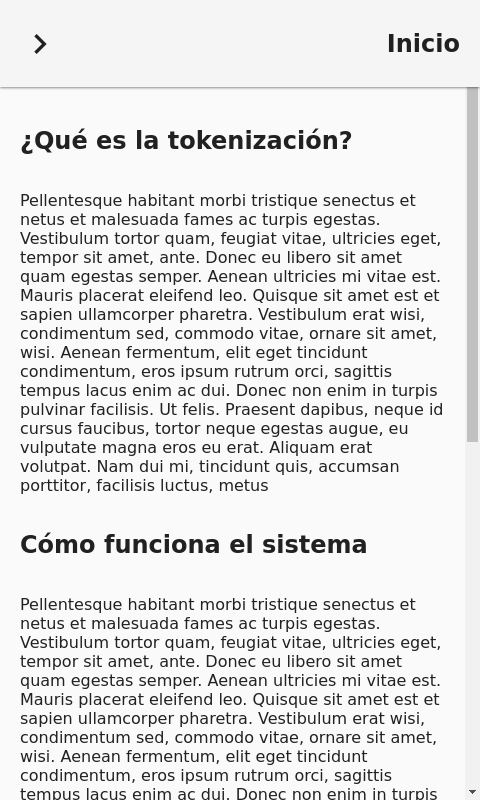 Inicio
¿Qué es la tokenización?
Pellentesque habitant morbi tristique senectus et
netus et malesuada fames ac turpis egestas.
Vestibulum tortor quam, feugiat vitae, ultricies eget,
tempor sit amet, ante. Donec eu libero sit amet
quam egestas semper. Aenean ultricies mi vitae est.
Mauris placerat eleifend leo. Quisque sit amet est et
sapien ullamcorper pharetra. Vestibulum erat wisi,
condimentum sed, commodo vitae, ornare sit amet,
wisi. Aenean fermentum, elit eget tincidunt
condimentum, eros ipsum rutrum orci, sagittis
tempus lacus enim ac dui. Donec non enim in turpis
pulvinar facilisis. Ut felis. Praesent dapibus, neque id
cursus faucibus, tortor neque egestas augue, eu
vulputate magna eros eu erat. Aliquam erat
volutpat. Nam dui mi, tincidunt quis, accumsan
porttitor, facilisis luctus, metus
Cómo funciona el sistema
Pellentesque habitant morbi tristique senectus et
netus et malesuada fames ac turpis egestas.
Vestibulum tortor quam, feugiat vitae, ultricies eget,
tempor sit amet, ante. Donec eu libero sit amet
quam egestas semper. Aenean ultricies mi vitae est.
Mauris placerat eleifend leo. Quisque sit amet est et
sapien ullamcorper pharetra. Vestibulum erat wisi,
condimentum sed, commodo vitae, ornare sit amet,
wisi. Aenean fermentum, elit eget tincidunt
condimentum, eros ipsum rutrum orci, sagittis
tempus lacus enim ac dui. Donec non enim in turpis